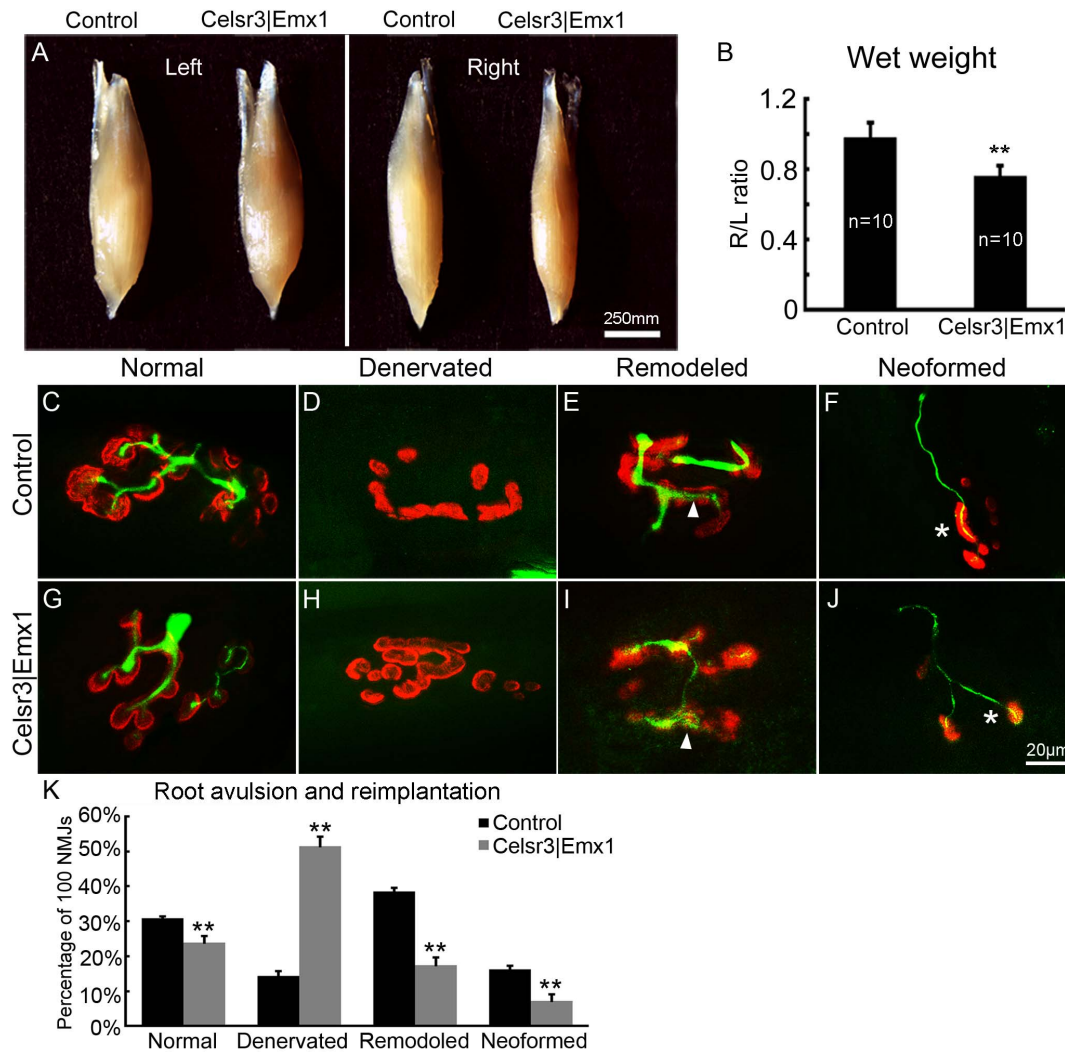 Control Celsr3|Emx1 Control Celsr3|Emx1
A Left Right
250mm
B Wet weight
1.2
0.8
0.4
0
R/L ratio
n=10 n=10
**
Control Celsr3|Emx1
Normal Denervated Remodeled Neoformed
Control
C D E F
*
Celsr3|Emx1
G H I J
*
20μm
K Root avulsion and reimplantation
Control
Celsr3|Emx1
Percentage of 100 NMJs
60%
50%
40%
30%
20%
10%
0%
** ** ** **
Normal Denervated Remodoled Neoformed